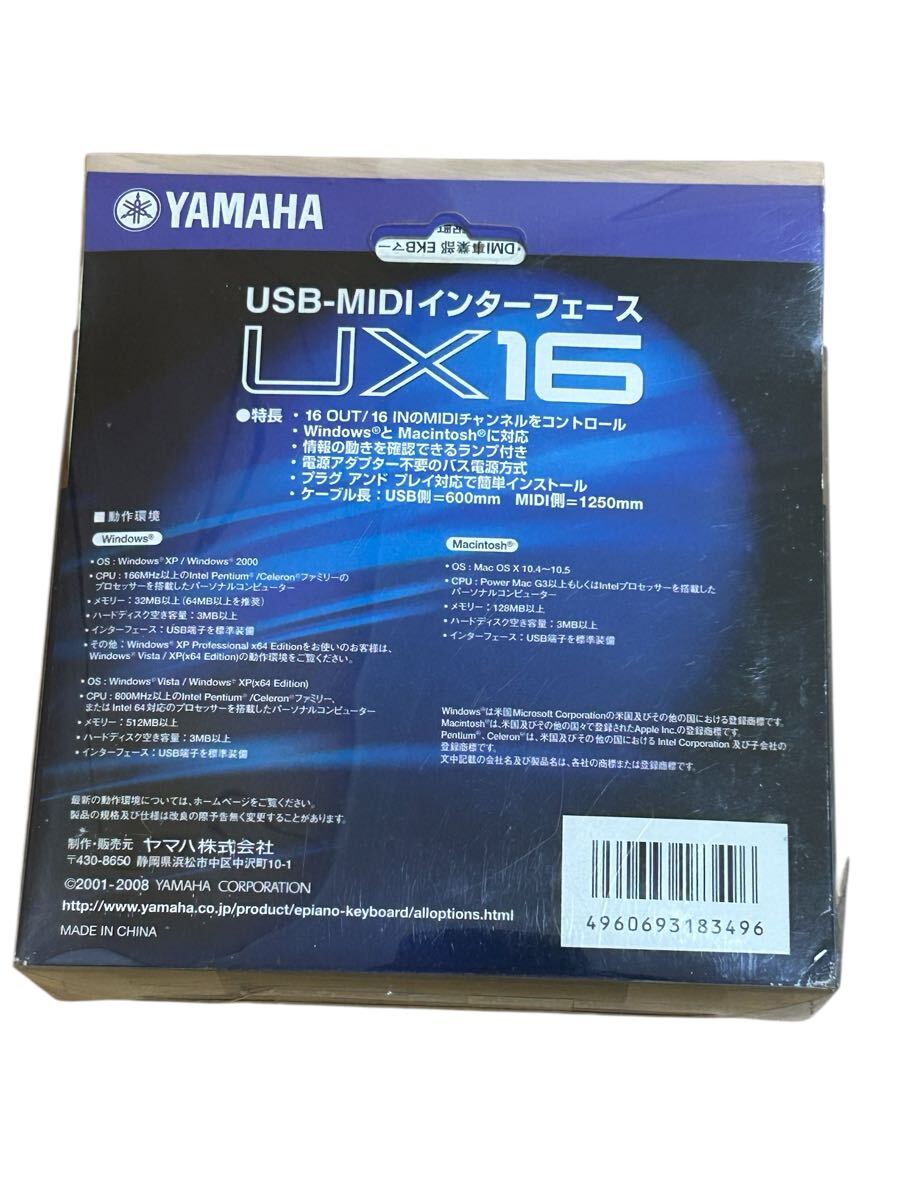 YAMAHA
・DMI事業部 EKBマー
USB-MIDIインターフェース
UX16
●特長 ・16 OUT/16 INのMIDIチャンネルをコントロール
・Windows®と Macintosh®に対応
・情報の動きを確認できるランプ付き
・電源アダプター不要のバス電源方式
・プラグ アンド プレイ対応で簡単インストール
・ケーブル長：USB側＝600mm MIDI側＝1250mm
■動作環境
Windows®
・OS：Windows®XP / Windows® 2000
・CPU：166MHz以上のIntel Pentium® /Celeron®ファミリーの
プロセッサーを搭載したパーソナルコンピューター
・メモリー：32MB以上（64MB以上を推奨）
・ハードディスク空き容量：3MB以上
・インターフェース：USB端子を標準装備
・その他：Windows® XP Professional x64 Editionをお使いのお客様は、
Windows® Vista / XP(x64 Edition)の動作環境をご覧ください。
・OS：Windows®Vista / Windows® XP(x64 Edition)
・CPU：800MHz以上のIntel Pentium® /Celeron®ファミリー、
または Intel 64 対応のプロセッサーを搭載したパーソナルコンピューター
・メモリー：512MB以上
・ハードディスク空き容量：3MB以上
・インターフェース：USB端子を標準装備
Macintosh®
・OS：Mac OS X 10.4〜10.5
・CPU：Power Mac G3以上もしくはIntelプロセッサーを搭載した
パーソナルコンピューター
・メモリー：128MB以上
・ハードディスク空き容量：3MB以上
・インターフェース：USB端子を標準装備
Windows®は米国Microsoft Corporationの米国及びその他の国における登録商標です。
Macintosh®は、米国及びその他の国々で登録されたApple Inc.の登録商標です。
Pentium®、Celeron®は、米国及びその他の国における Intel Corporation 及び子会社の
登録商標です。
文中記載の会社名及び製品名は、各社の商標または登録商標です。
最新の動作環境については、ホームページをご覧ください。
製品の規格及び仕様は改良の際予告無く変更することがあります。
制作・販売元 ヤマハ株式会社
〒430-8650 静岡県浜松市中区中沢町10-1
©2001-2008 YAMAHA CORPORATION
http://www.yamaha.co.jp/product/epiano-keyboard/alloptions.html
MADE IN CHINA
4960693183496